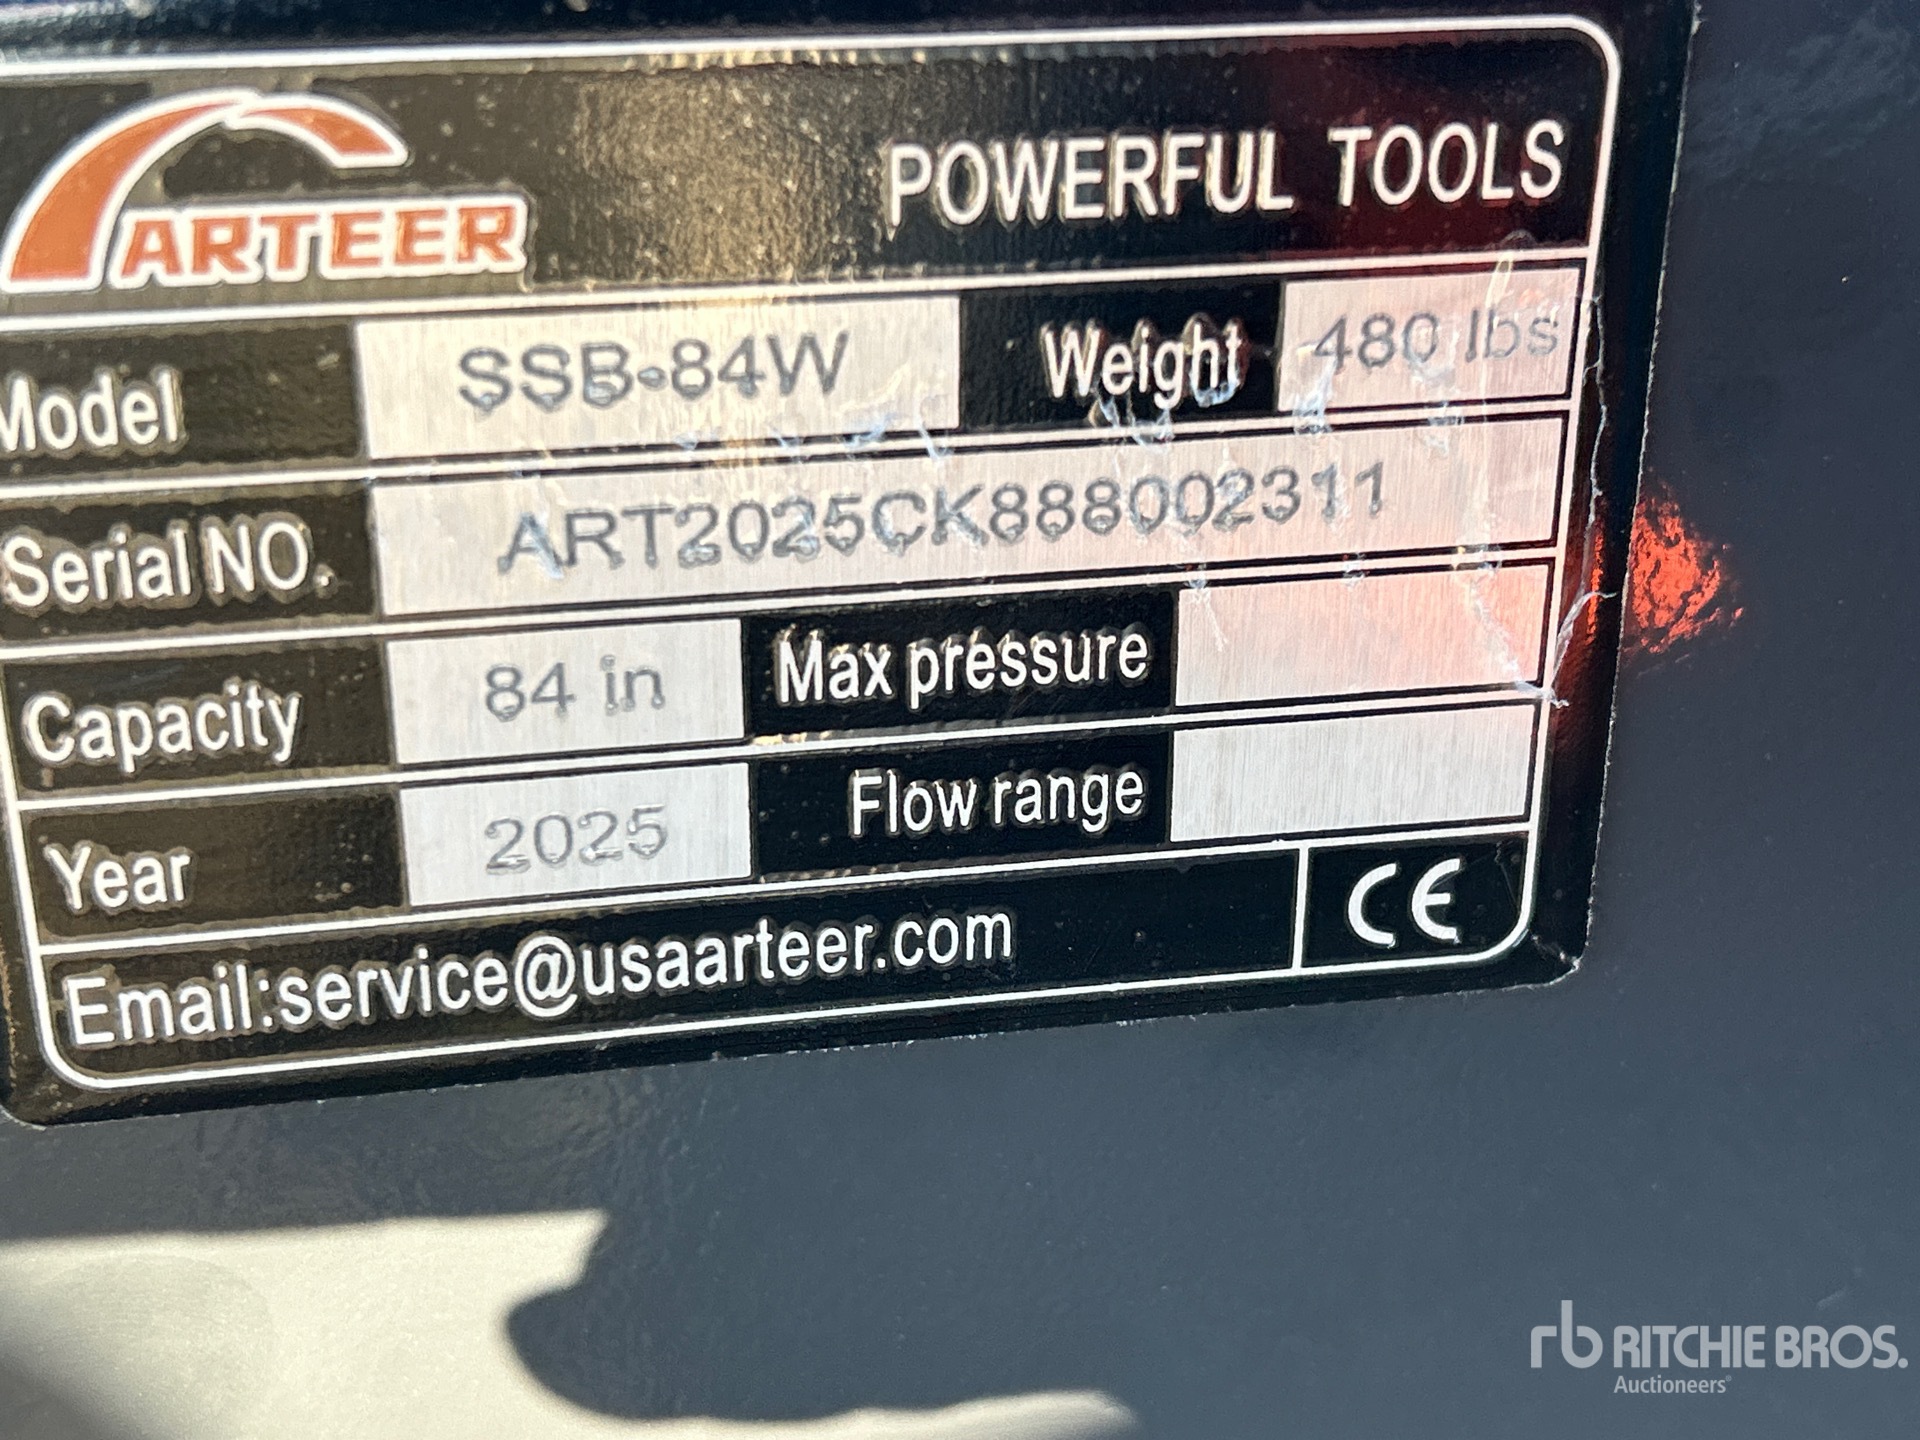 ARTEER POWERFUL TOOLS
Model SSB-84W Weight 480 lbs
Serial NO. ART2025CK888002311
Capacity 84 in Max pressure
Year 2025 Flow range
Email:service@usaarteer.com CE
rb RITCHIE BROS.
Auctioneers